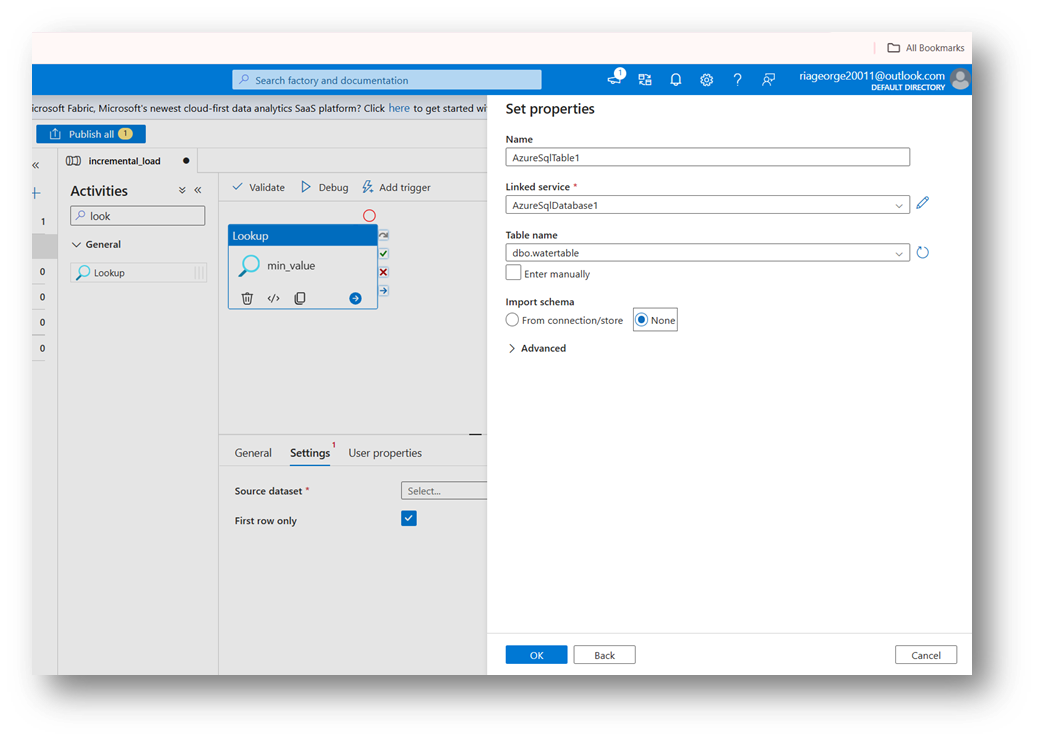 All Bookmarks
Search factory and documentation
1
riageorge20011@outlook.com
DEFAULT DIRECTORY
icrosoft Fabric, Microsoft's newest cloud-first data analytics SaaS platform? Click here to get started wi
Publish all 1
incremental_load
Activities
look
General
Lookup
1
0
0
0
0
Validate
Debug
Add trigger
Lookup
min_value
General
Settings 1
User properties
Source dataset *
Select...
First row only
Set properties
Name
AzureSqlTable1
Linked service *
AzureSqlDatabase1
Table name
dbo.watertable
Enter manually
Import schema
From connection/store
None
Advanced
OK
Back
Cancel